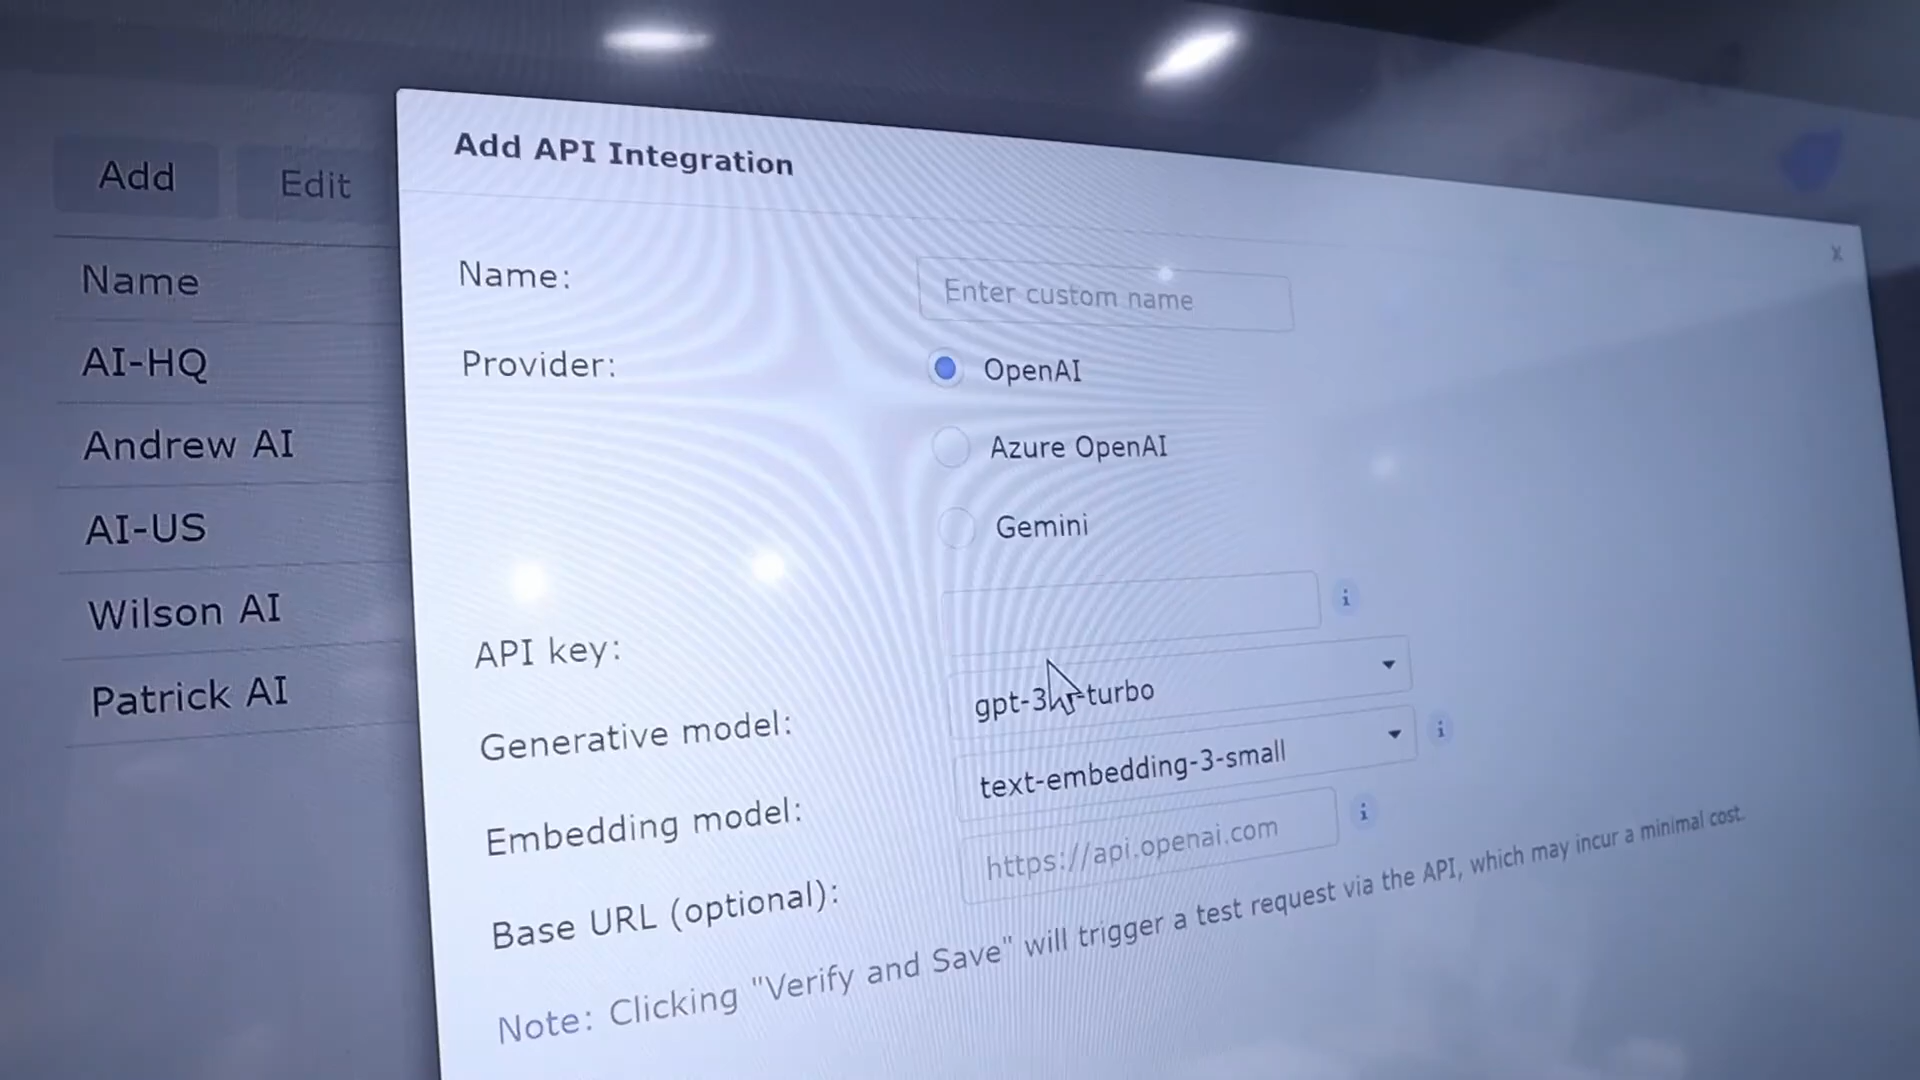 Add API Integration
Add Edit
x
Name
Name:
Enter custom name
AI-HQ
Provider:
OpenAI
Andrew AI
Azure OpenAI
AI-US
Gemini
Wilson AI
API key:
i
Patrick AI
Generative model:
turbo
Embedding model:
text-embedding-3-small
i
Base URL (optional):
https://api.openai.com
i
Note: Clicking "Verify and Save" will trigger a test request via the API, which may incur a minimal cost.